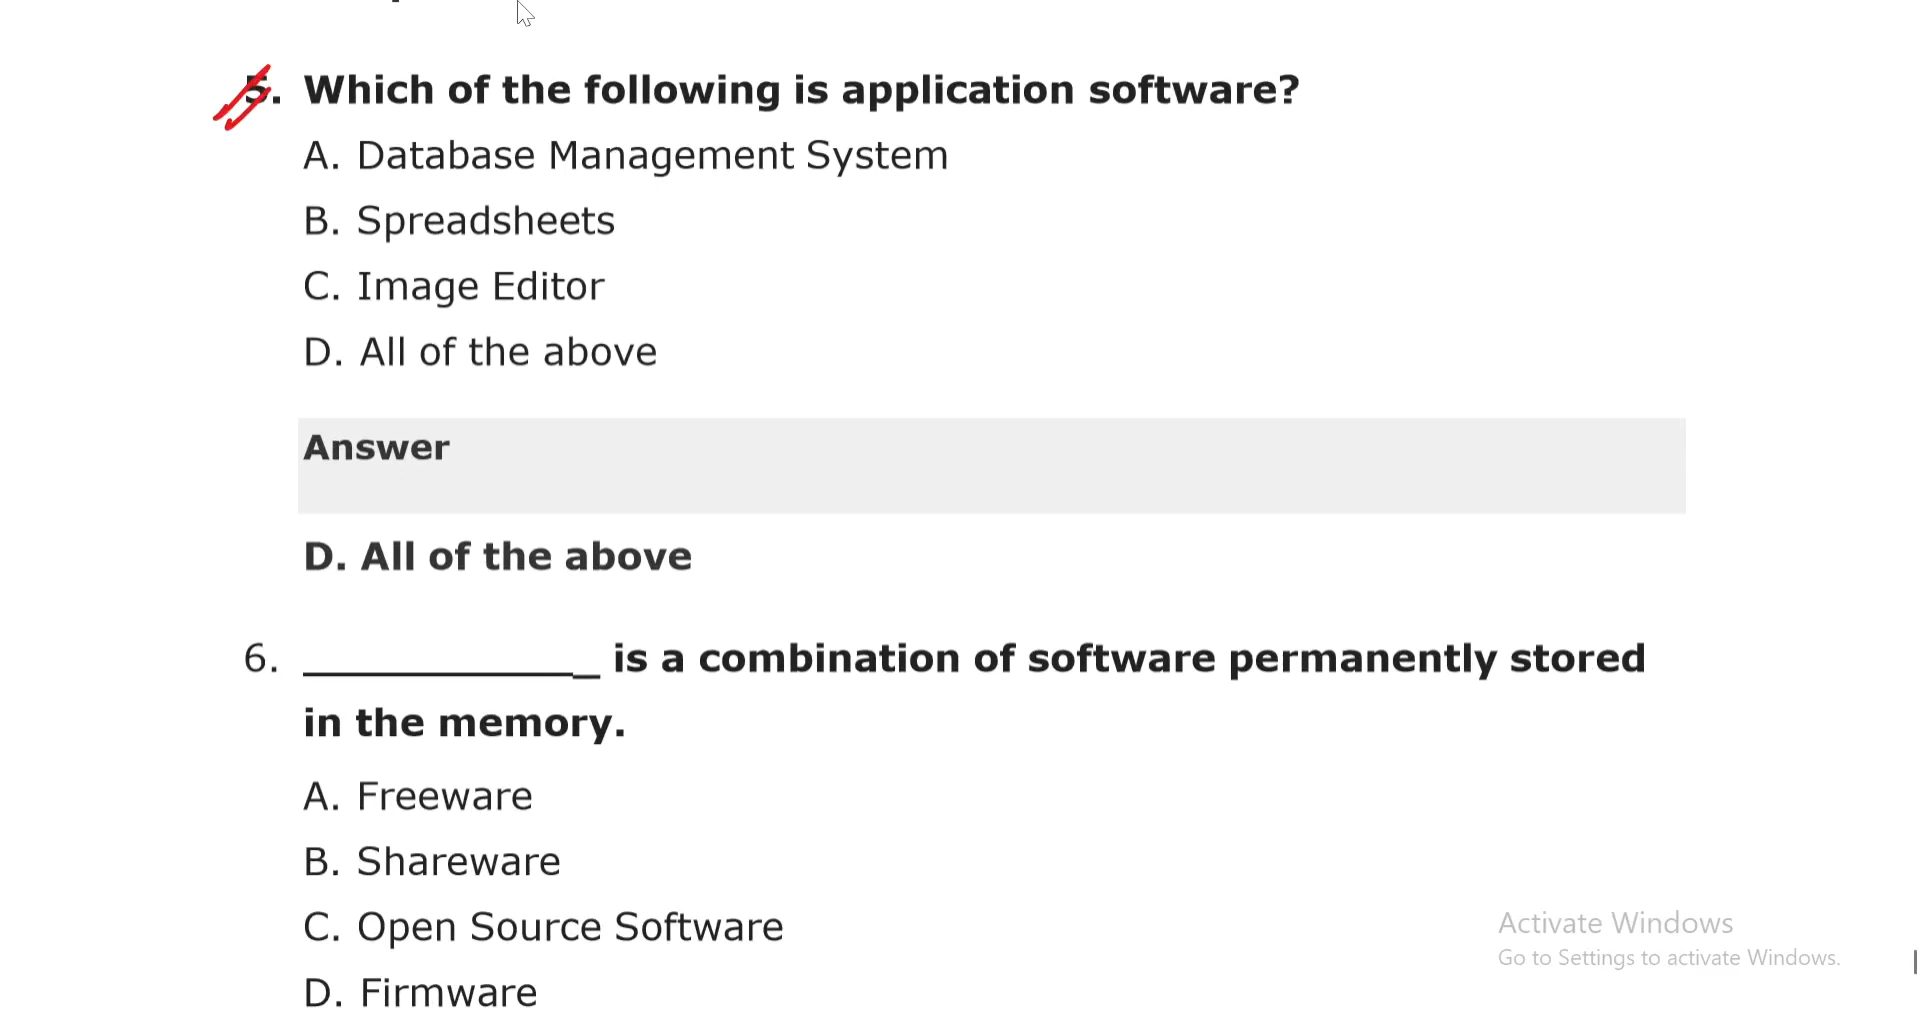 5. Which of the following is application software?
A. Database Management System
B. Spreadsheets
C. Image Editor
D. All of the above
Answer
D. All of the above
6. ____________ is a combination of software permanently stored
in the memory.
A. Freeware
B. Shareware
C. Open Source Software
D. Firmware
Activate Windows
Go to Settings to activate Windows.